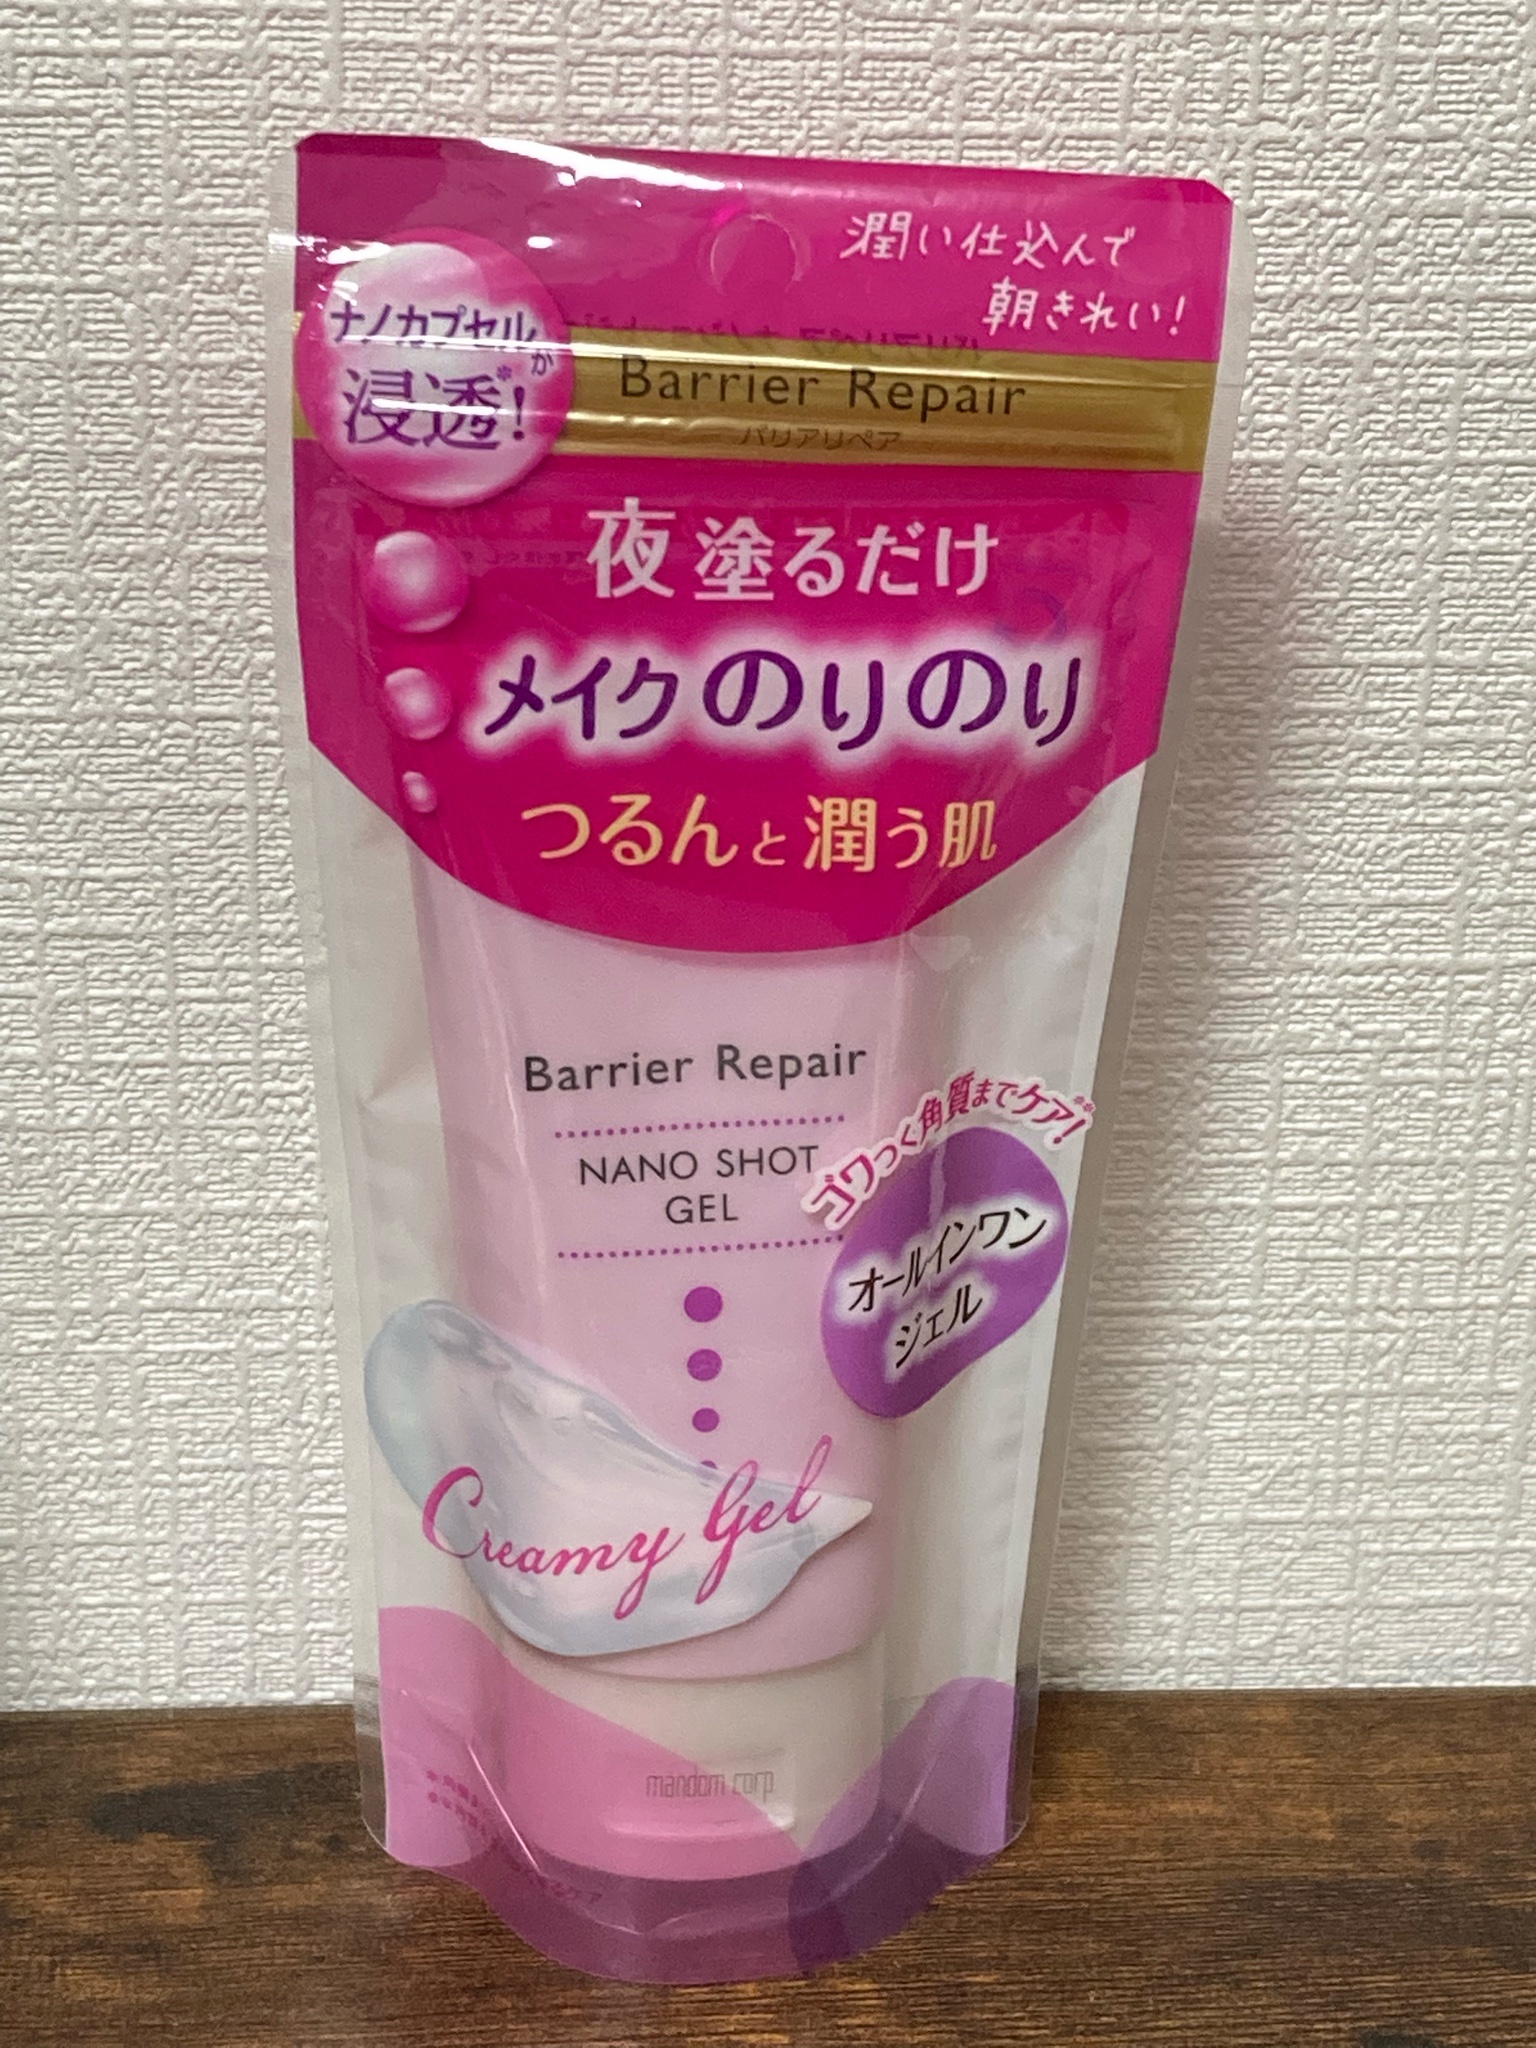 潤い仕込んで
朝きれい!
ナノカプセルが
浸透*!
Barrier Repair
バリアリペア
夜塗るだけ
メイクのりのり
つるんと潤う肌
Barrier Repair
NANO SHOT
GEL
ゴワつく角質までケア**!
オールインワン
ジェル
Creamy Gel
mandom corp